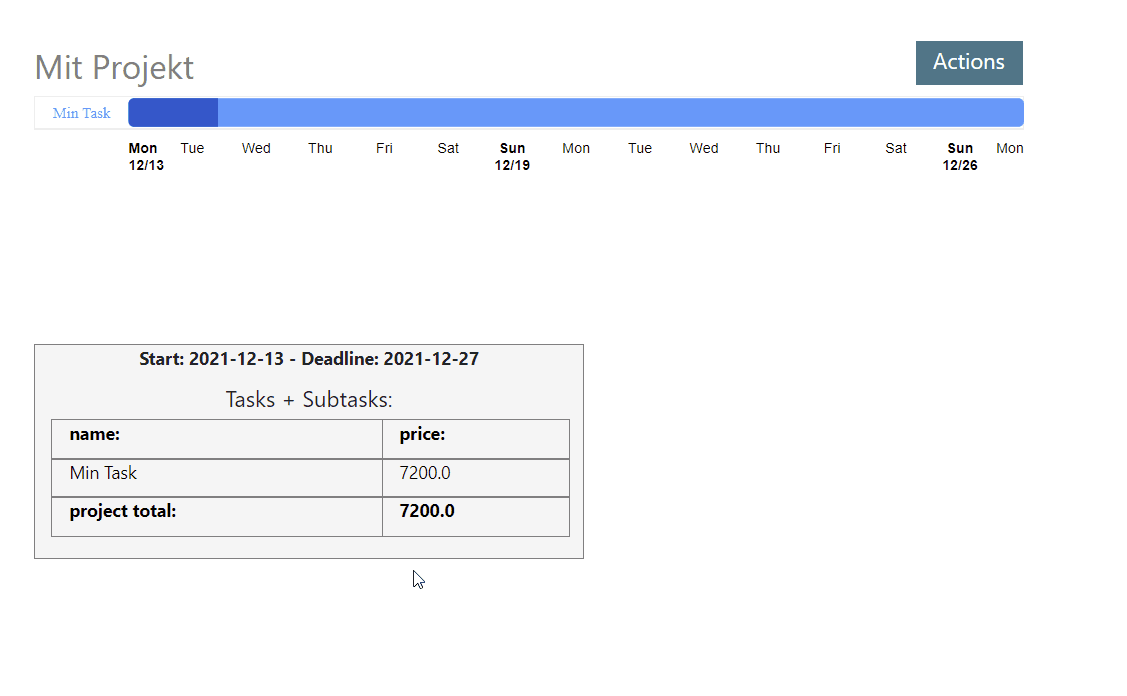 Mit Projekt
Actions
Min Task
Mon Tue Wed Thu Fri Sat Sun Mon Tue Wed Thu Fri Sat Sun Mon
12/13 12/19 12/26
Start: 2021-12-13 - Deadline: 2021-12-27
Tasks + Subtasks:
name: price:
Min Task 7200.0
project total: 7200.0